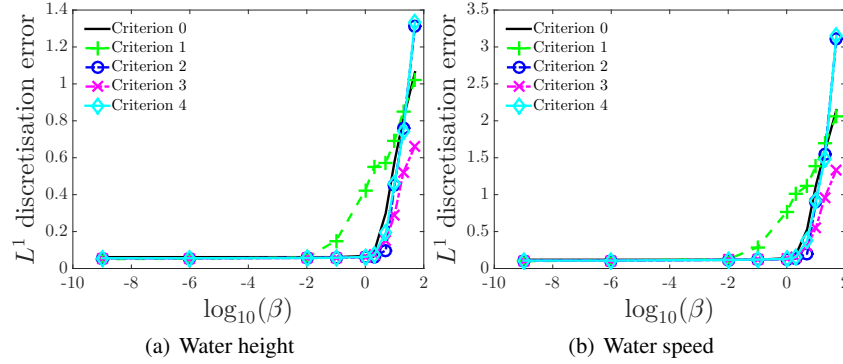 1.4
1.2
1
0.8
0.6
0.4
0.2
0
L¹ discretisation error
Criterion 0
Criterion 1
Criterion 2
Criterion 3
Criterion 4
-10 -8 -6 -4 -2 0 2
log₁₀(β)
(a) Water height
3.5
3
2.5
2
1.5
1
0.5
0
L¹ discretisation error
Criterion 0
Criterion 1
Criterion 2
Criterion 3
Criterion 4
-10 -8 -6 -4 -2 0 2
log₁₀(β)
(b) Water speed